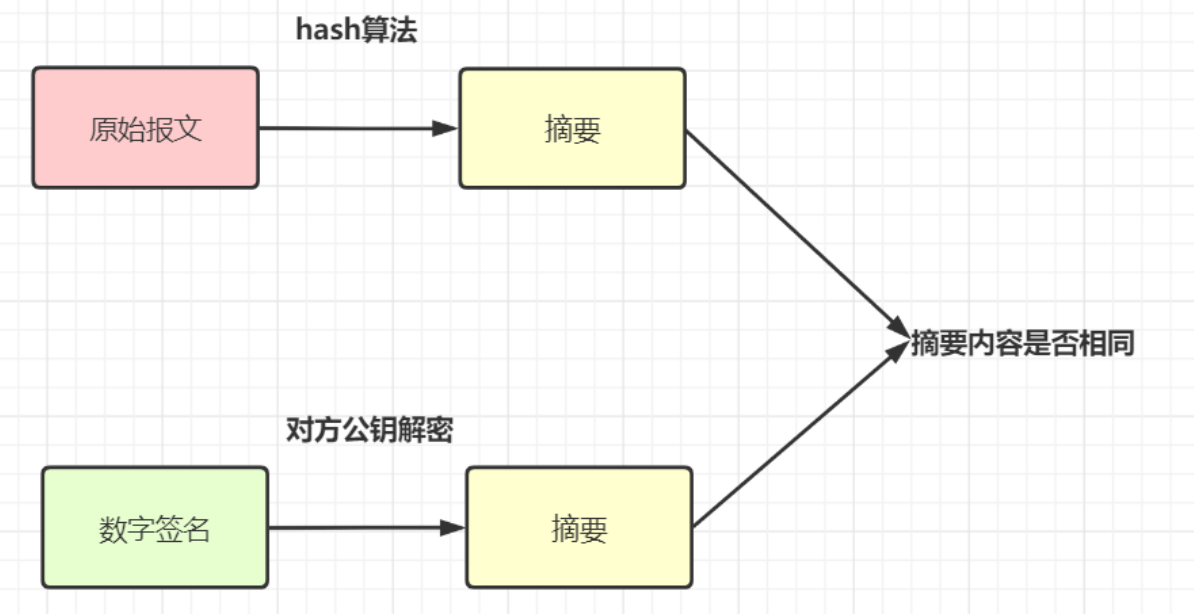 hash算法
原始报文
摘要
摘要内容是否相同
对方公钥解密
数字签名
摘要